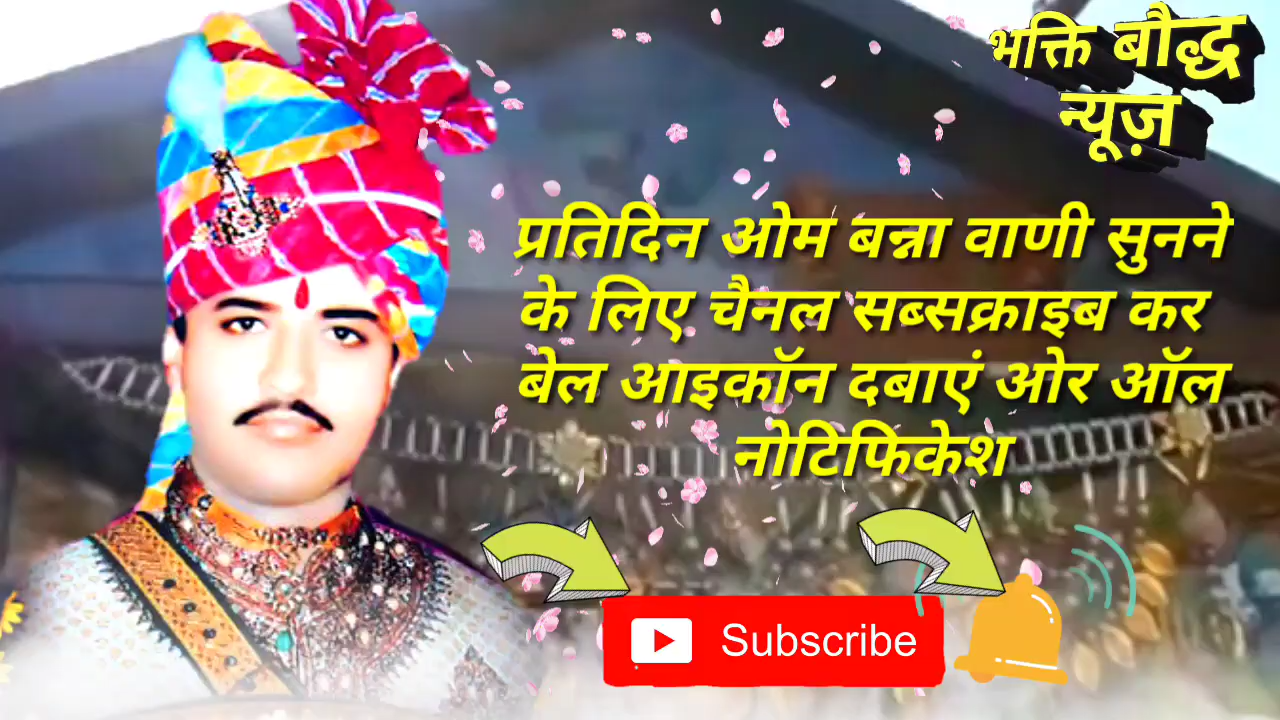 भक्ति बौद्ध
न्यूज़
प्रतिदिन ओम बन्ना वाणी सुनने
के लिए चैनल सब्सक्राइब कर
बेल आइकॉन दबाएं ओर ऑल
नोटिफिकेश
Subscribe